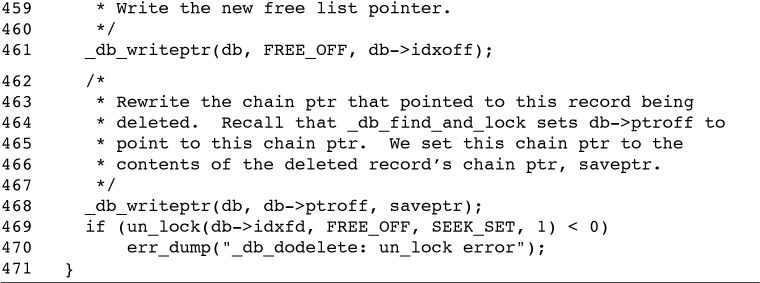 459      * Write the new free list pointer.
460      */
461     _db_writeptr(db, FREE_OFF, db->idxoff);
462     /*
463      * Rewrite the chain ptr that pointed to this record being
464      * deleted.  Recall that _db_find_and_lock sets db->ptroff to
465      * point to this chain ptr.  We set this chain ptr to the
466      * contents of the deleted record's chain ptr, saveptr.
467      */
468     _db_writeptr(db, db->ptroff, saveptr);
469     if (un_lock(db->idxfd, FREE_OFF, SEEK_SET, 1) < 0)
470         err_dump("_db_dodelete: un_lock error");
471   }